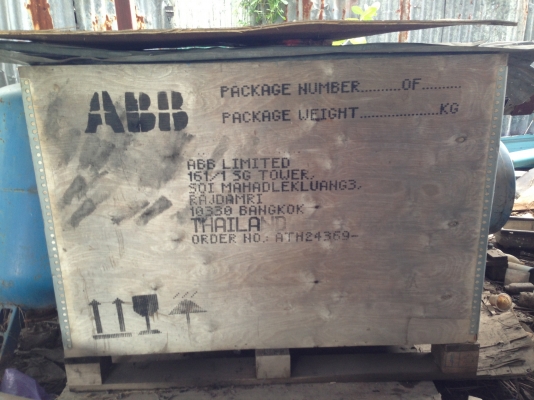 ABB
PACKAGE NUMBER..........OF..........
PACKAGE WEIGHT....................KG
ABB LIMITED
161/1 SG TOWER,
SOI MAHADLEKLUANG3,
RAJDAMRI
10330 BANGKOK
THAILAND
ORDER NO.: ATH24369-